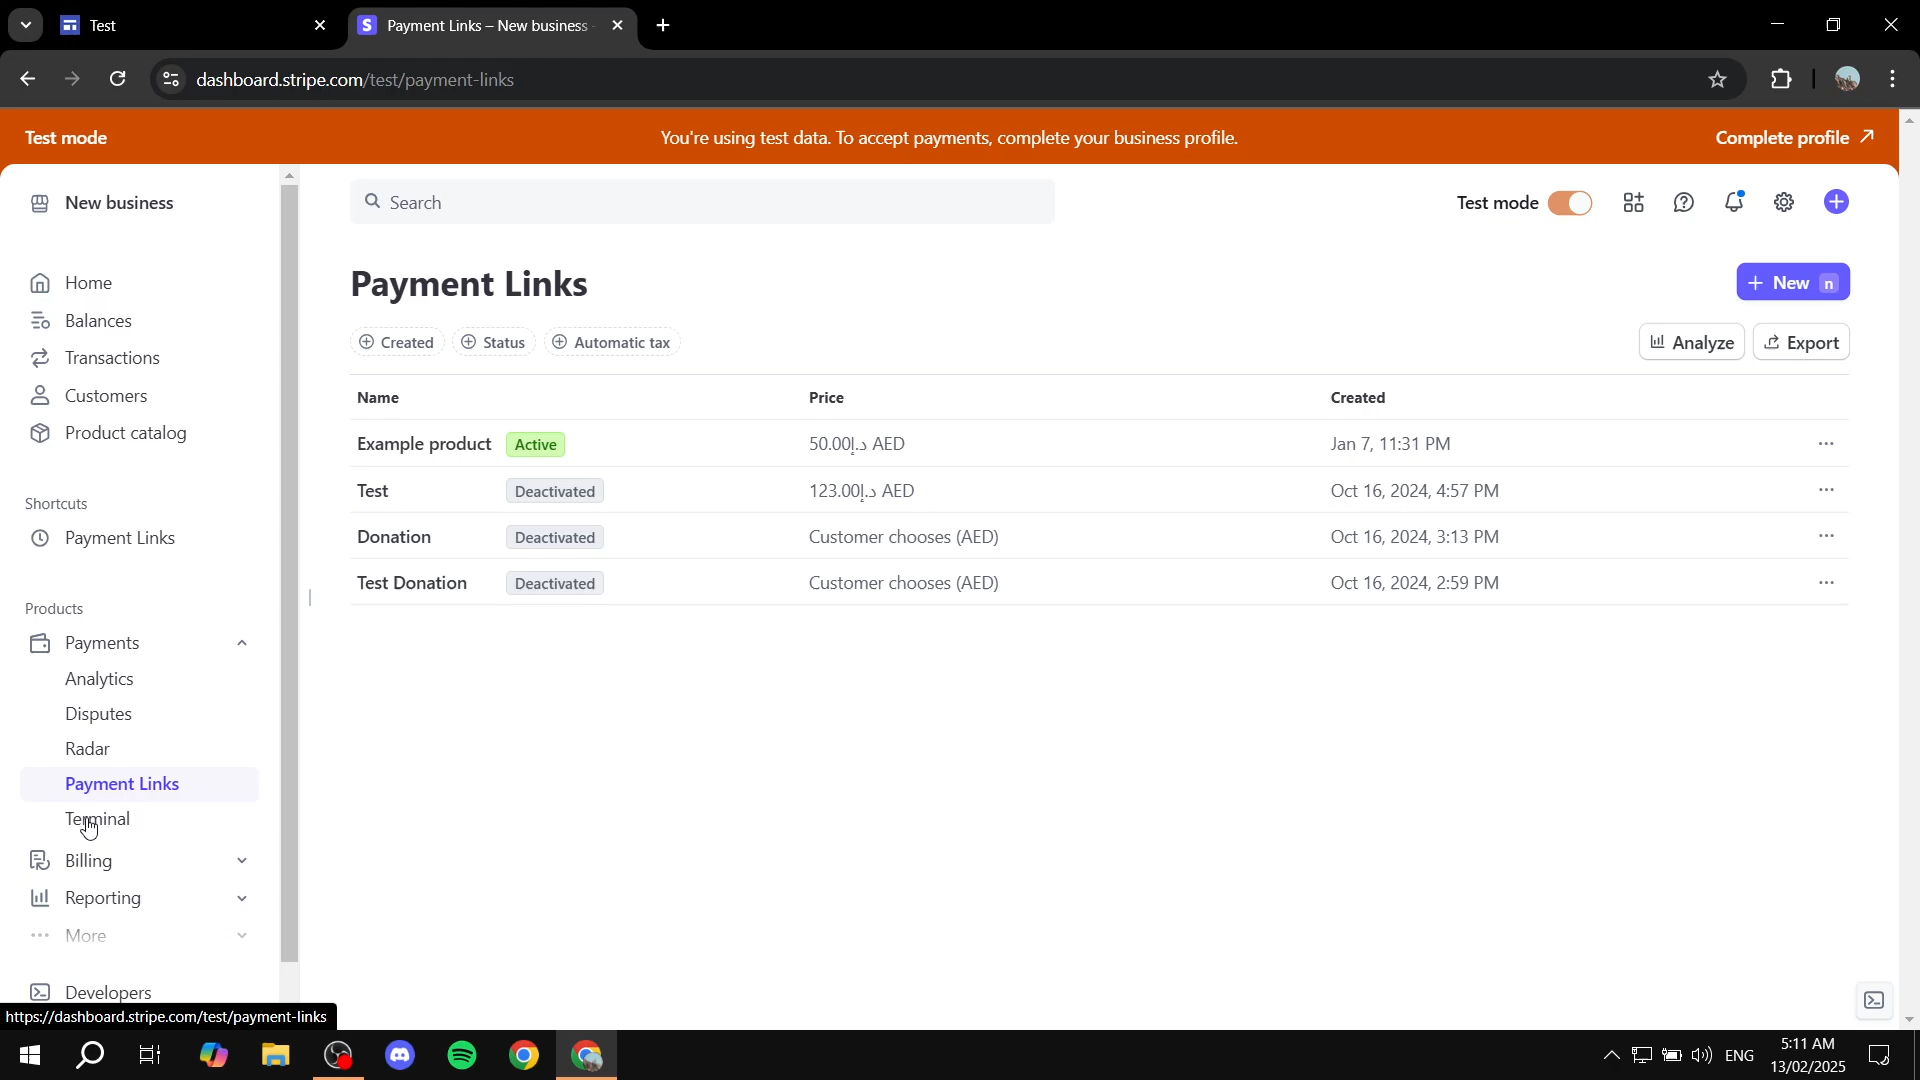 Test
Payment Links – New business
dashboard.stripe.com/test/payment-links
Test mode
You're using test data. To accept payments, complete your business profile.
Complete profile
New business
Search
Test mode
Home
Balances
Transactions
Customers
Product catalog
Shortcuts
Payment Links
Products
Payments
Analytics
Disputes
Radar
Payment Links
Terminal
Billing
Reporting
More
Developers
Payment Links
New n
Created Status Automatic tax
Analyze Export
Name Price Created
Example product Active 50.00د.إ AED Jan 7, 11:31 PM
Test Deactivated 123.00د.إ AED Oct 16, 2024, 4:57 PM
Donation Deactivated Customer chooses (AED) Oct 16, 2024, 3:13 PM
Test Donation Deactivated Customer chooses (AED) Oct 16, 2024, 2:59 PM
https://dashboard.stripe.com/test/payment-links
ENG
5:11 AM
13/02/2025